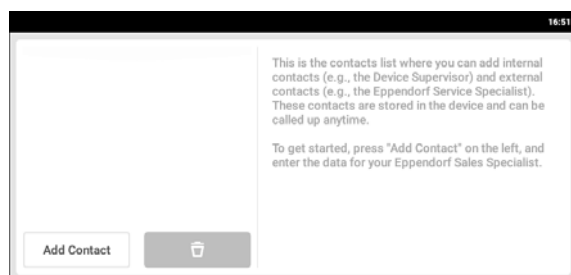 16:51
This is the contacts list where you can add internal
contacts (e.g., the Device Supervisor) and external
contacts (e.g., the Eppendorf Service Specialist).
These contacts are stored in the device and can be
called up anytime.
To get started, press "Add Contact" on the left, and
enter the data for your Eppendorf Sales Specialist.
Add Contact